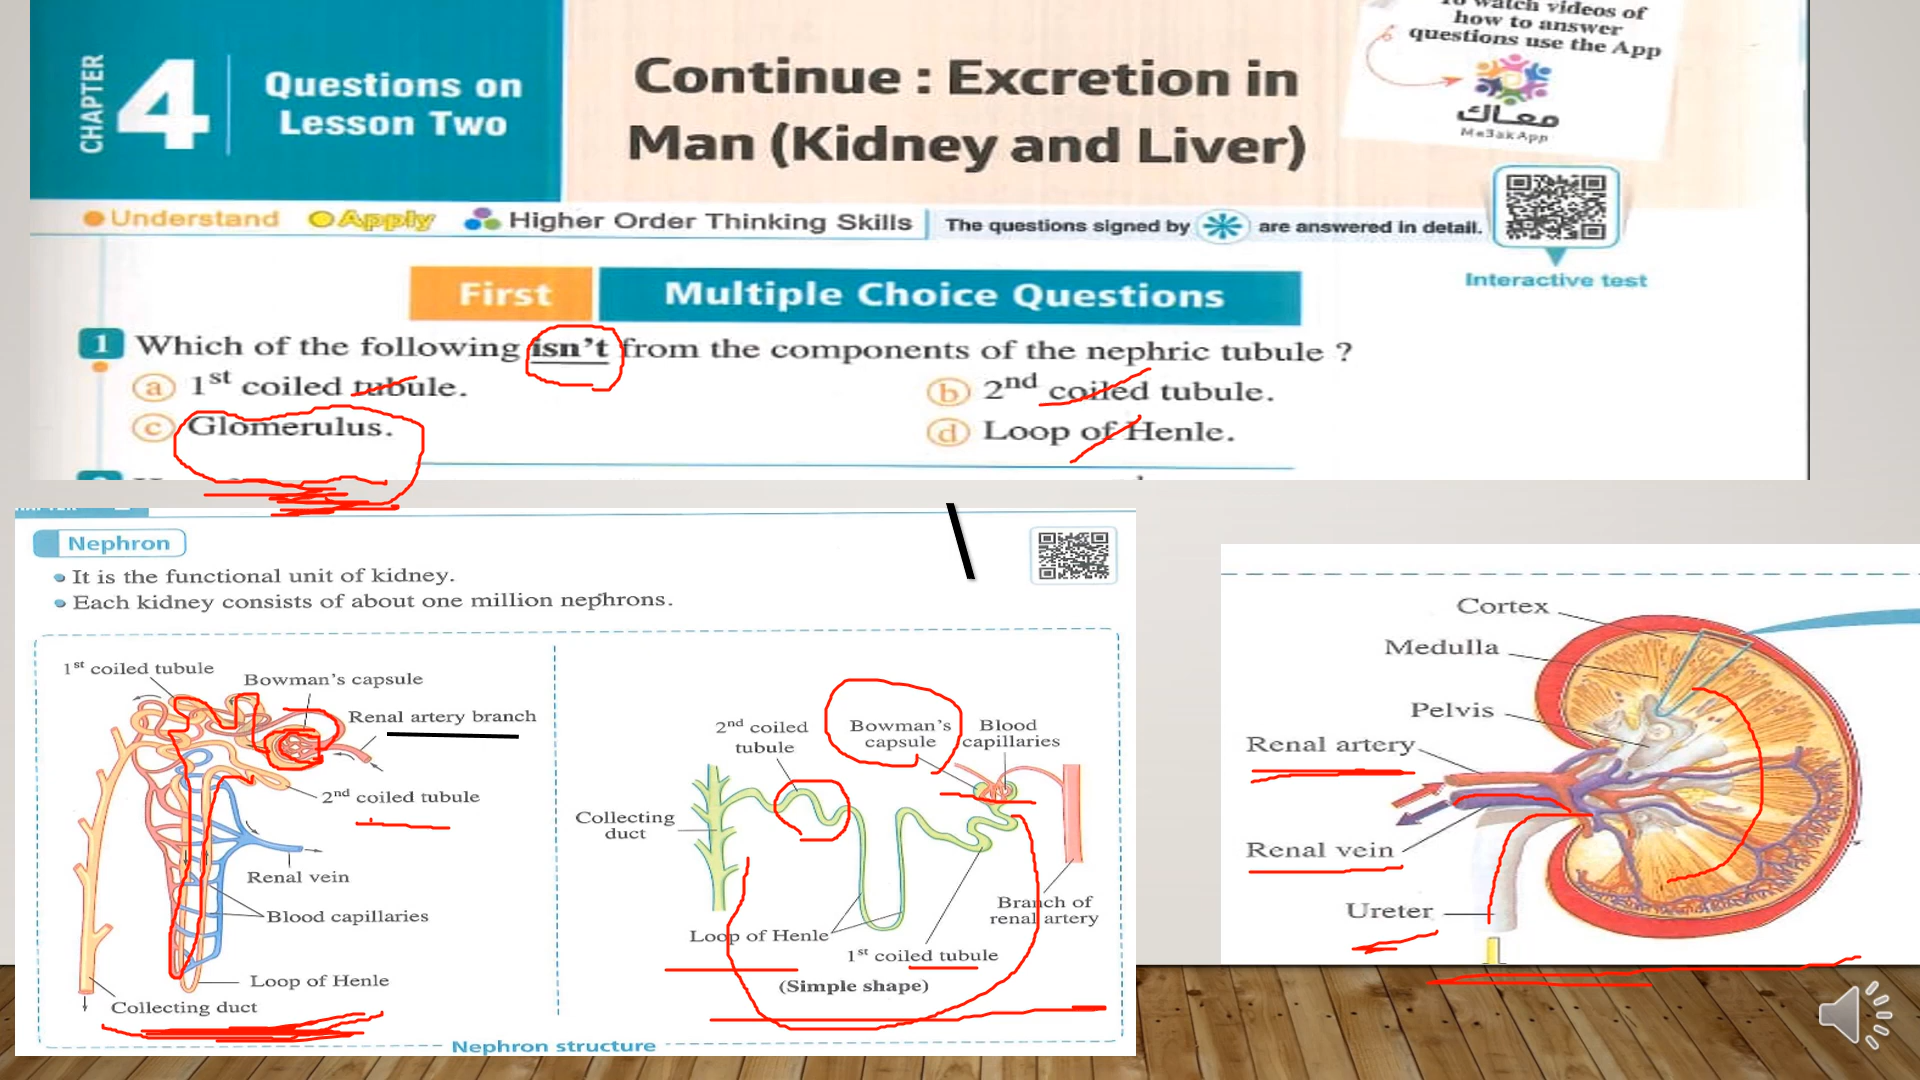 To watch videos of
how to answer
questions use the App
معاك
Me3ak App
CHAPTER
4
Questions on
Lesson Two
Continue : Excretion in
Man (Kidney and Liver)
Understand Apply Higher Order Thinking Skills The questions signed by are answered in detail.
Interactive test
First Multiple Choice Questions
1 Which of the following isn't from the components of the nephric tubule ?
a 1st coiled tubule.
b 2nd coiled tubule.
c Glomerulus.
d Loop of Henle.
Nephron
• It is the functional unit of kidney.
• Each kidney consists of about one million nephrons.
1st coiled tubule
Bowman's capsule
Renal artery branch
2nd coiled tubule
Renal vein
Blood capillaries
Loop of Henle
Collecting duct
2nd coiled
tubule
Bowman's
capsule
Blood
capillaries
Collecting
duct
Loop of Henle
1st coiled tubule
Branch of
renal artery
(Simple shape)
Nephron structure
Cortex
Medulla
Pelvis
Renal artery
Renal vein
Ureter